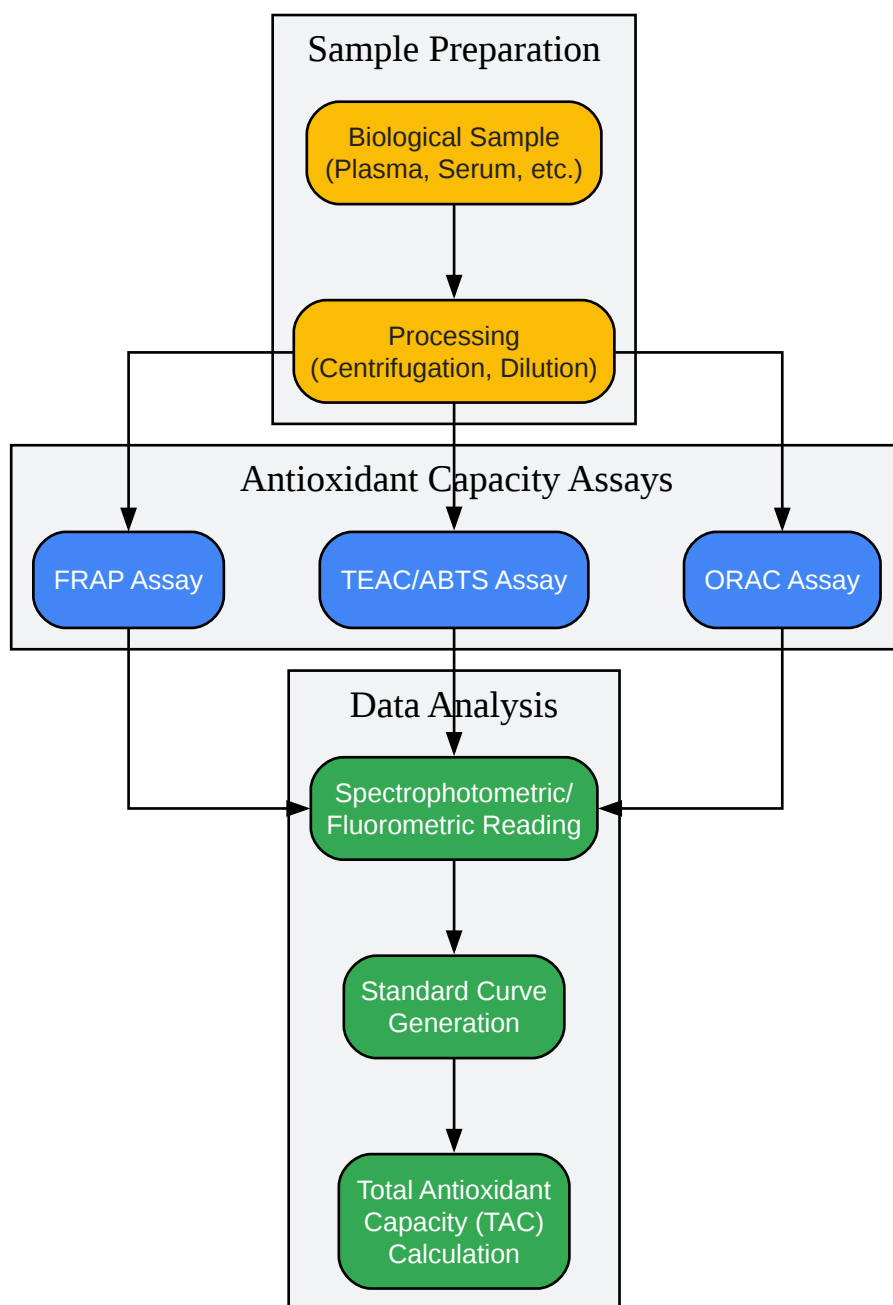 Sample Preparation
Biological Sample
(Plasma, Serum, etc.)
Processing
(Centrifugation, Dilution)
Antioxidant Capacity Assays
FRAP Assay
TEAC/ABTS Assay
ORAC Assay
Data Analysis
Spectrophotometric/
Fluorometric Reading
Standard Curve
Generation
Total Antioxidant
Capacity (TAC)
Calculation